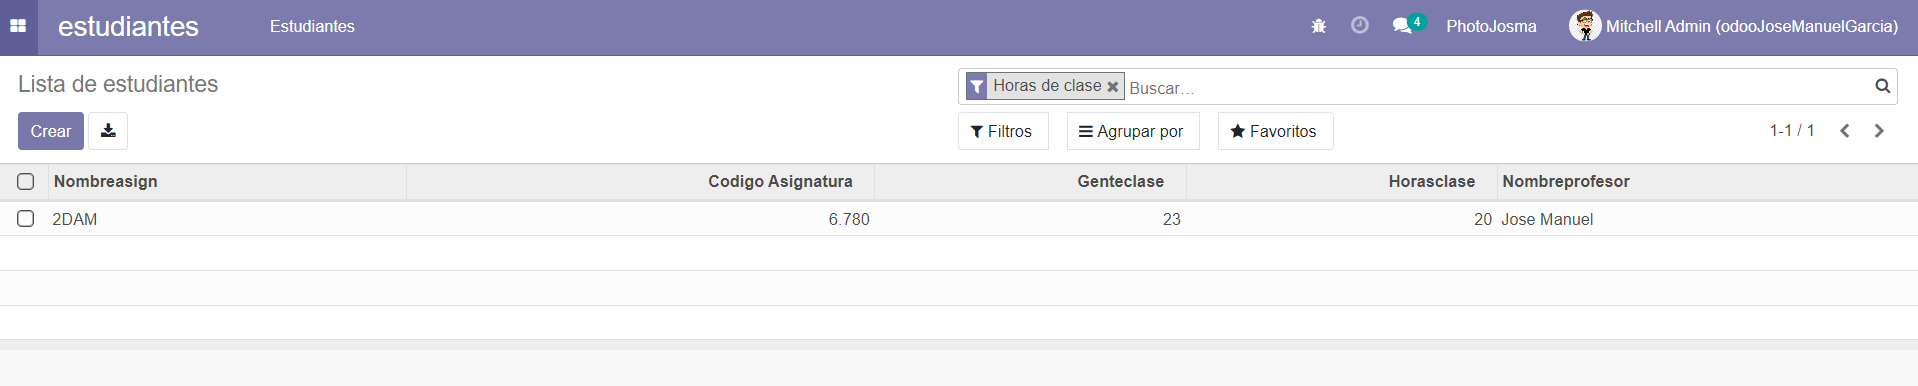 estudiantes Estudiantes 4 PhotoJosma Mitchell Admin (odooJoseManuelGarcia)
Lista de estudiantes Horas de clase Buscar...
Crear Filtros Agrupar por Favoritos 1-1 / 1
Nombreasign Codigo Asignatura Genteclase Horasclase Nombreprofesor
2DAM 6.780 23 20 Jose Manuel